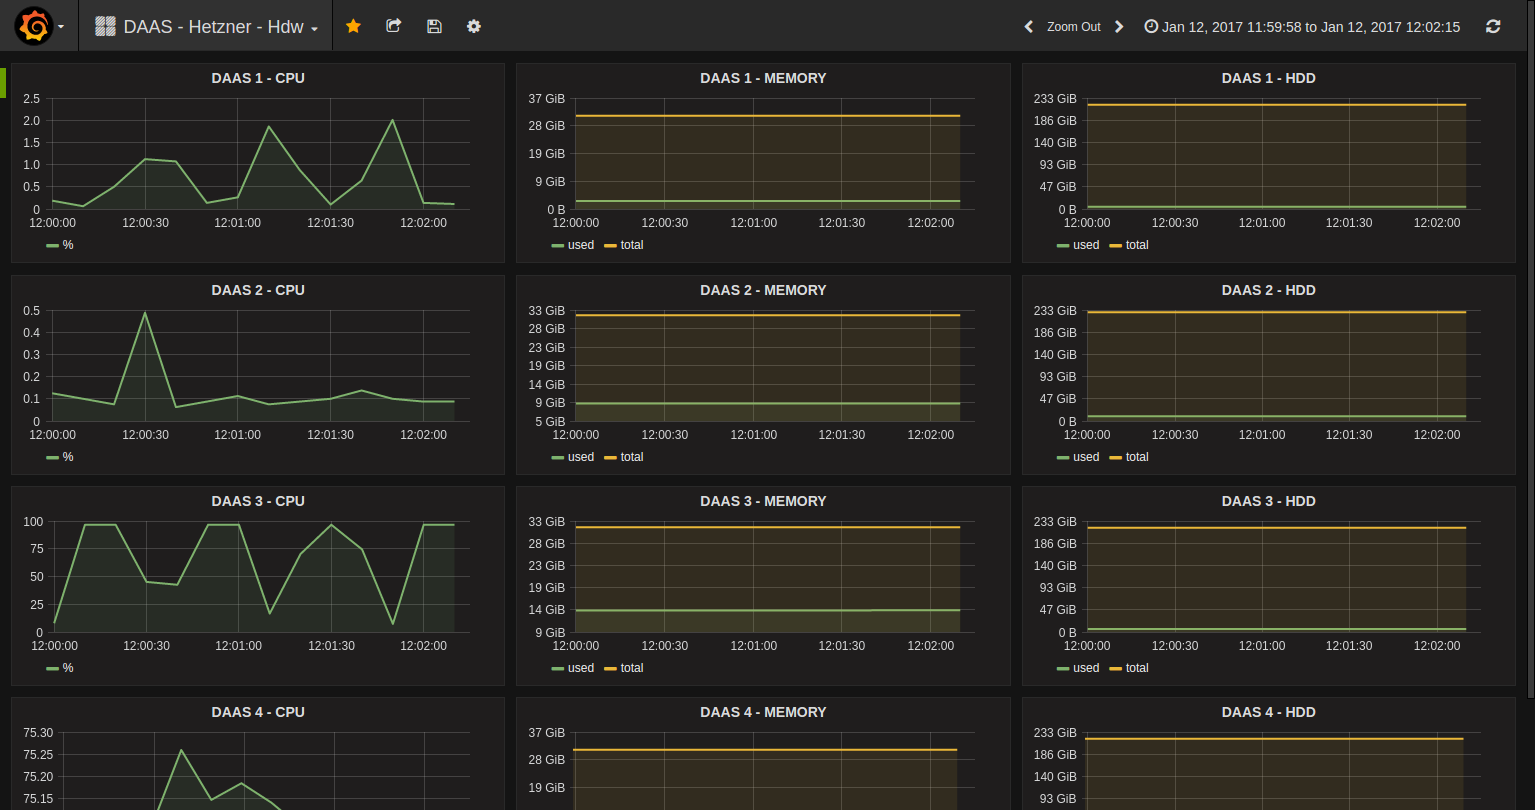 DAAS - Hetzner - Hdw
Zoom Out
Jan 12, 2017 11:59:58 to Jan 12, 2017 12:02:15
DAAS 1 - CPU
2.5
2.0
1.5
1.0
0.5
0
12:00:00 12:00:30 12:01:00 12:01:30 12:02:00
%
DAAS 1 - MEMORY
37 GiB
28 GiB
19 GiB
9 GiB
0 B
12:00:00 12:00:30 12:01:00 12:01:30 12:02:00
used total
DAAS 1 - HDD
233 GiB
186 GiB
140 GiB
93 GiB
47 GiB
0 B
12:00:00 12:00:30 12:01:00 12:01:30 12:02:00
used total
DAAS 2 - CPU
0.5
0.4
0.3
0.2
0.1
0
12:00:00 12:00:30 12:01:00 12:01:30 12:02:00
%
DAAS 2 - MEMORY
33 GiB
28 GiB
23 GiB
19 GiB
14 GiB
9 GiB
5 GiB
12:00:00 12:00:30 12:01:00 12:01:30 12:02:00
used total
DAAS 2 - HDD
233 GiB
186 GiB
140 GiB
93 GiB
47 GiB
0 B
12:00:00 12:00:30 12:01:00 12:01:30 12:02:00
used total
DAAS 3 - CPU
100
75
50
25
0
12:00:00 12:00:30 12:01:00 12:01:30 12:02:00
%
DAAS 3 - MEMORY
33 GiB
28 GiB
23 GiB
19 GiB
14 GiB
9 GiB
12:00:00 12:00:30 12:01:00 12:01:30 12:02:00
used total
DAAS 3 - HDD
233 GiB
186 GiB
140 GiB
93 GiB
47 GiB
0 B
12:00:00 12:00:30 12:01:00 12:01:30 12:02:00
used total
DAAS 4 - CPU
75.30
75.25
75.20
75.15
DAAS 4 - MEMORY
37 GiB
28 GiB
19 GiB
DAAS 4 - HDD
233 GiB
186 GiB
140 GiB
93 GiB